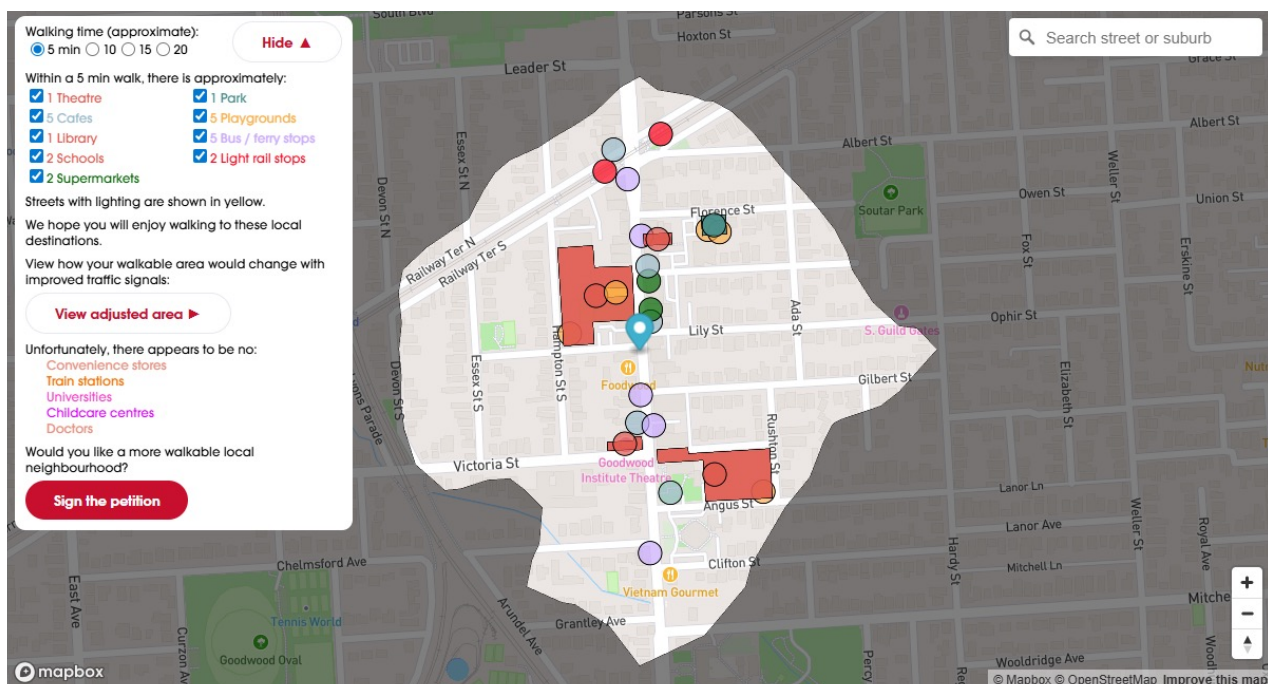 Walking time (approximate):
5 min 10 15 20
Hide ▲
Within a 5 min walk, there is approximately:
1 Theatre
1 Park
5 Cafes
5 Playgrounds
1 Library
5 Bus / ferry stops
2 Schools
2 Light rail stops
2 Supermarkets
Streets with lighting are shown in yellow.
We hope you will enjoy walking to these local
destinations.
View how your walkable area would change with
improved traffic signals:
View adjusted area ▶
Unfortunately, there appears to be no:
Convenience stores
Train stations
Universities
Childcare centres
Doctors
Would you like a more walkable local
neighbourhood?
Sign the petition
Search street or suburb
South Blvd
Parsons St
Hoxton St
Leader St
Grace St
Albert St
Albert St
Essex St N
Devon St N
Weller St
Owen St
Union St
Florence St
Soutar Park
Fox St
Erskine St
Railway Ter N
Railway Ter S
Ada St
Ophir St
S. Guild Gates
Lily St
Hampton St S
Essex St S
Devon St S
Foodwood
Gilbert St
Elizabeth St
Rushton St
Victoria St
Goodwood
Institute Theatre
Angus St
Lanor Ln
Lanor Ave
Weller St
Royal Ave
Hardy St
Mitchell Ln
Clifton St
Chelmsford Ave
East Ave
Vietnam Gourmet
Tennis World
Arundel Ave
Grantley Ave
Curzon Ave
Goodwood Oval
Percy
Wooldridge Ave
mapbox
© Mapbox © OpenStreetMap Improve this map